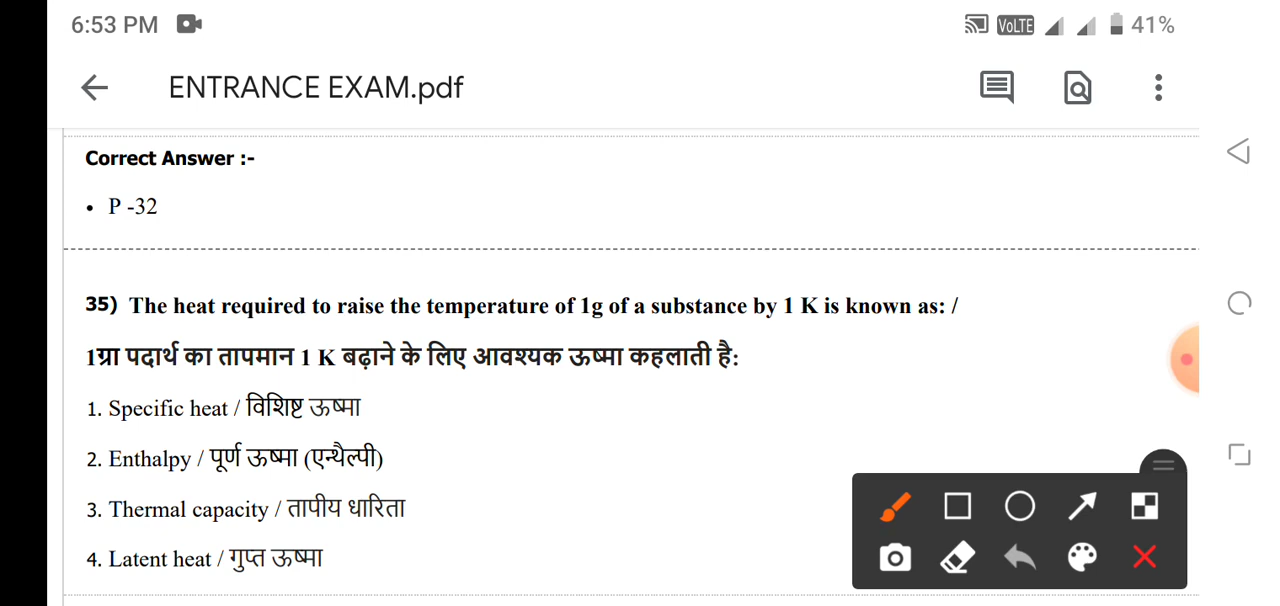 6:53 PM VoLTE 41%
ENTRANCE EXAM.pdf
Correct Answer :-
• P -32
35) The heat required to raise the temperature of 1g of a substance by 1 K is known as: /
1ग्रा पदार्थ का तापमान 1 K बढ़ाने के लिए आवश्यक ऊष्मा कहलाती है:
1. Specific heat / विशिष्ट ऊष्मा
2. Enthalpy / पूर्ण ऊष्मा (एन्थैल्पी)
3. Thermal capacity / तापीय धारिता
4. Latent heat / गुप्त ऊष्मा